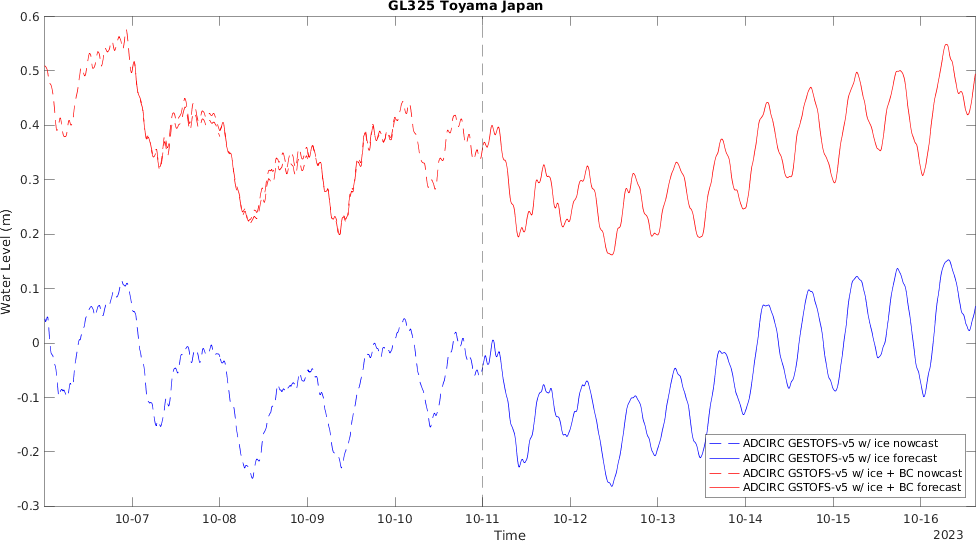 GL325 Toyama Japan
0.6
0.5
0.4
0.3
0.2
0.1
0
-0.1
-0.2
-0.3
Water Level (m)
ADCIRC GESTOFS-v5 w/ ice nowcast
ADCIRC GESTOFS-v5 w/ ice forecast
ADCIRC GSTOFS-v5 w/ ice + BC nowcast
ADCIRC GSTOFS-v5 w/ ice + BC forecast
10-07 10-08 10-09 10-10 10-11 10-12 10-13 10-14 10-15 10-16
Time
2023